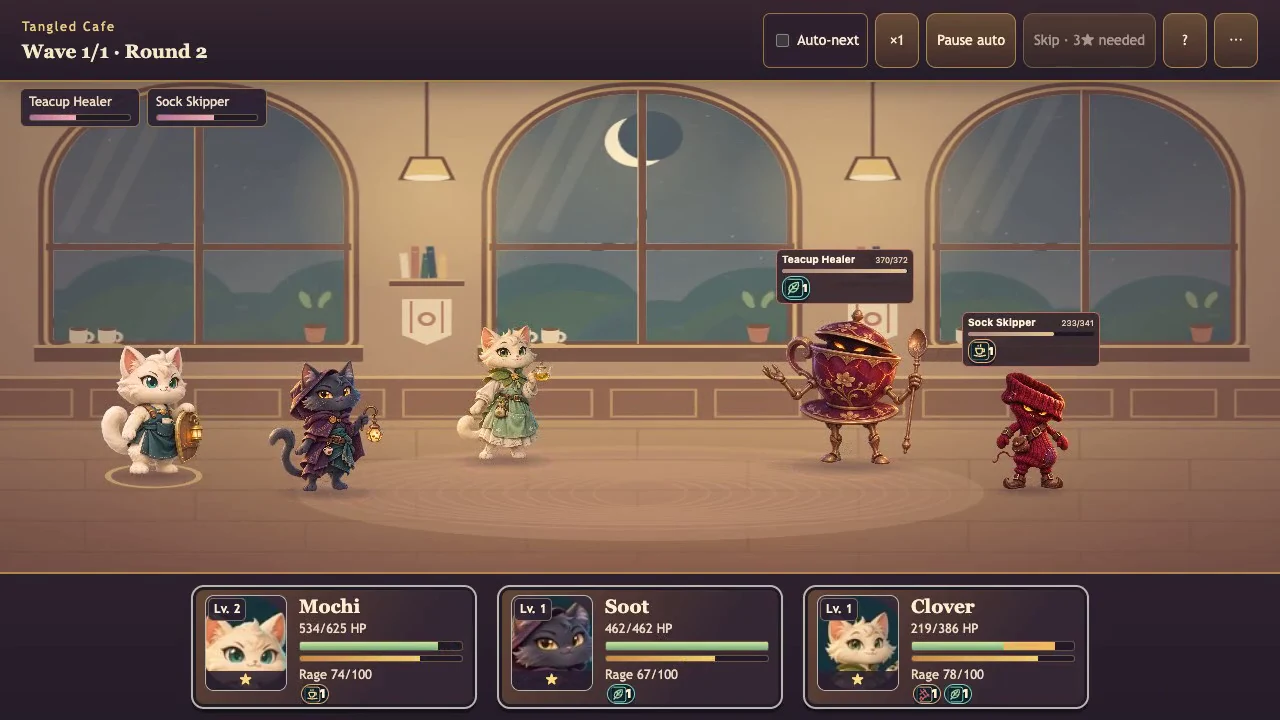 Tangled Cafe
Wave 1/1 · Round 2
Auto-next
×1
Pause auto
Skip · 3★ needed
?
···
Teacup Healer
Sock Skipper
Teacup Healer 370/372
1
Sock Skipper 233/341
1
Lv. 2
Mochi
534/625 HP
Rage 74/100
1
Lv. 1
Soot
462/462 HP
Rage 67/100
1
Lv. 1
Clover
219/386 HP
Rage 78/100
1 1